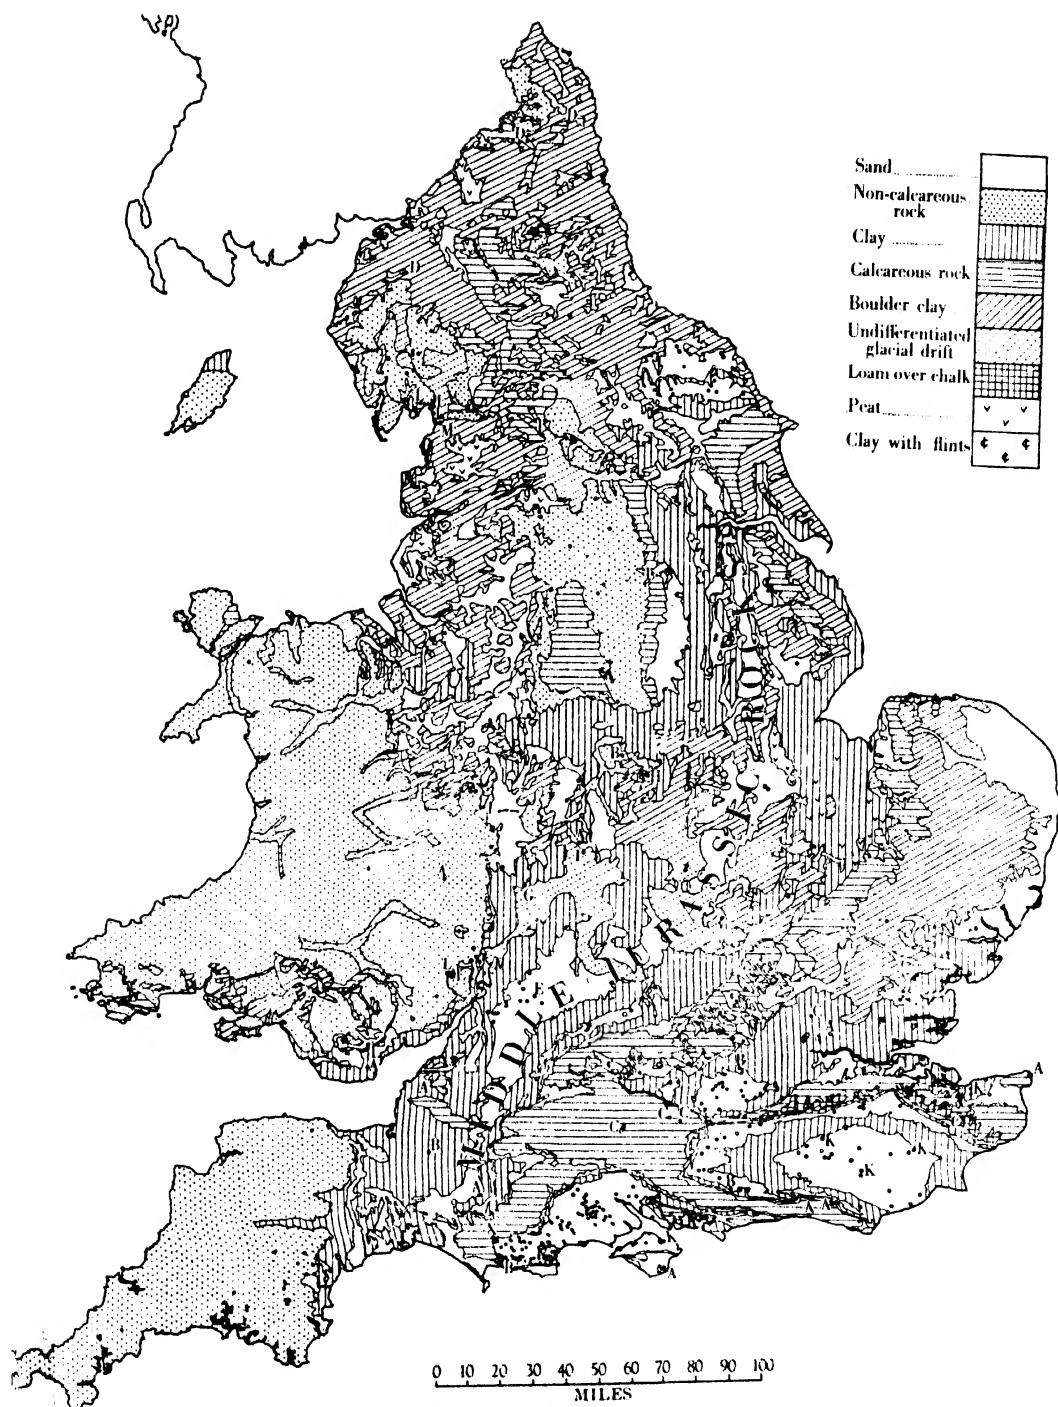 Sand
Non-calcareous
rock
Clay
Calcareous rock
Boulder clay
Undifferentiated
glacial drift
Loam over chalk
Peat
Clay with flints
MIDDLE JURASSIC ROCKS
D
A
E
A
B
A
K
K
K
A
A
A
0 10 20 30 40 50 60 70 80 90 100
MILES